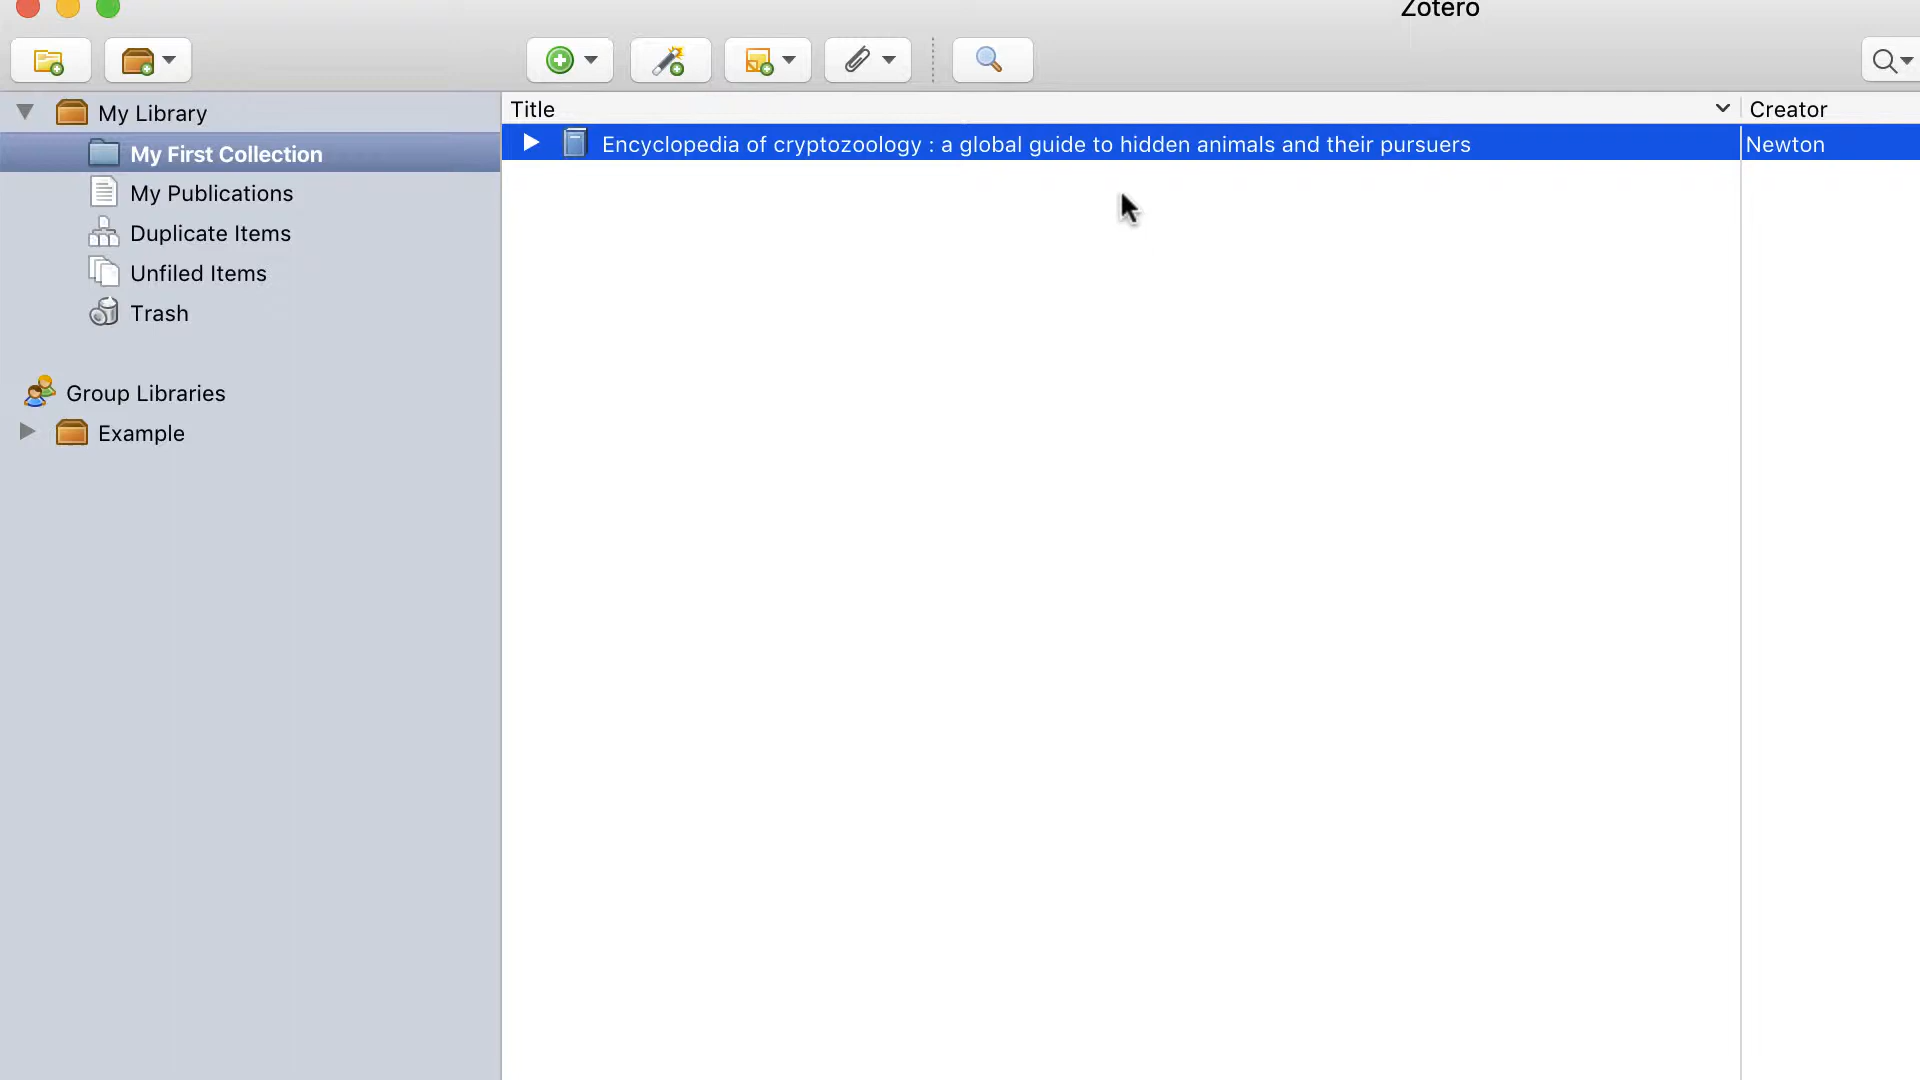 Zotero
Title
Creator
My Library
My First Collection
My Publications
Duplicate Items
Unfiled Items
Trash
Group Libraries
Example
Encyclopedia of cryptozoology : a global guide to hidden animals and their pursuers
Newton